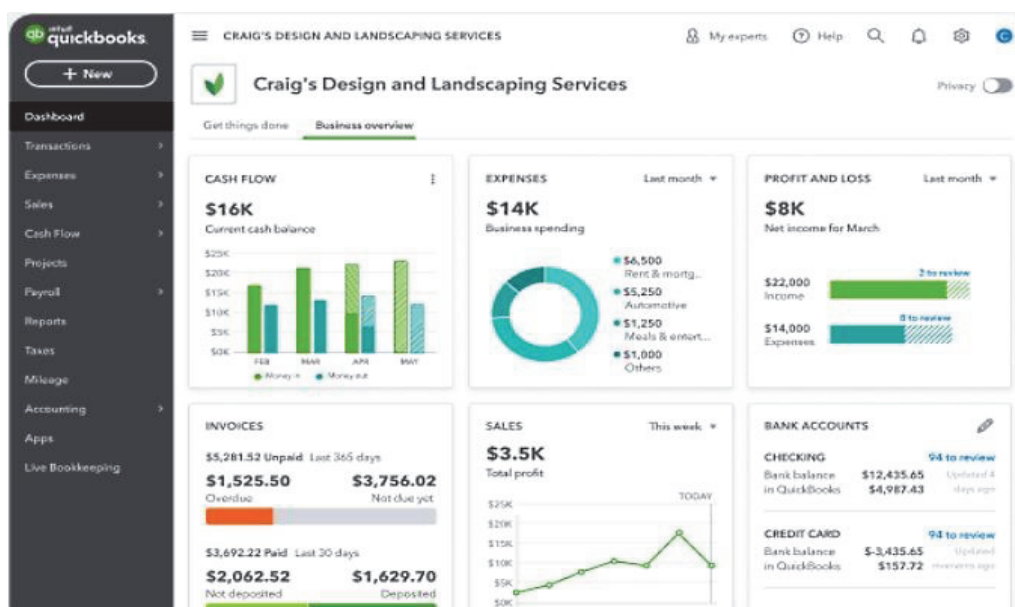 intuit
qb quickbooks.
CRAIG'S DESIGN AND LANDSCAPING SERVICES
My experts
Help
C
+ New
Craig's Design and Landscaping Services
Privacy
Get things done
Business overview
Dashboard
Transactions
Expenses
Sales
Cash Flow
Projects
Payroll
Reports
Taxes
Mileage
Accounting
Apps
Live Bookkeeping
CASH FLOW
$16K
Current cash balance
$25K
$20K
$15K
$10K
$5K
$0K
FEB MAR APR MAY
Money in Money out
EXPENSES Last month
$14K
Business spending
$6,500
Rent & mortg...
$5,250
Automotive
$1,250
Meals & entert...
$1,000
Others
PROFIT AND LOSS Last month
$8K
Net income for March
2 to review
$22,000
Income
8 to review
$14,000
Expenses
INVOICES
$5,281.52 Unpaid Last 365 days
$1,525.50 $3,756.02
Overdue Not due yet
$3,692.22 Paid Last 30 days
$2,062.52 $1,629.70
Not deposited Deposited
SALES This week
$3.5K
Total profit
TODAY
$25K
$20K
$15K
$10K
$5K
$0K
BANK ACCOUNTS
CHECKING 94 to review
Bank balance $12,435.65 Updated 4
in QuickBooks $4,987.43 days ago
CREDIT CARD 94 to review
Bank balance $-3,435.65 Updated
in QuickBooks $157.72 moments ago